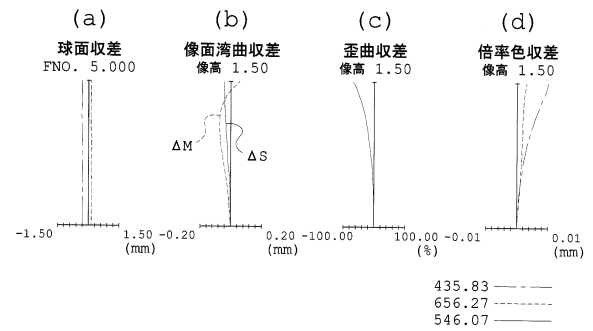 (a) (b) (c) (d)
球面収差 像面湾曲収差 歪曲収差 倍率色収差
FNO. 5.000 像高 1.50 像高 1.50 像高 1.50
ΔM ΔS
-1.50 1.50 -0.20 0.20 -100.00 100.00 -0.01 0.01
(mm) (mm) (%) (mm)
435.83
656.27
546.07